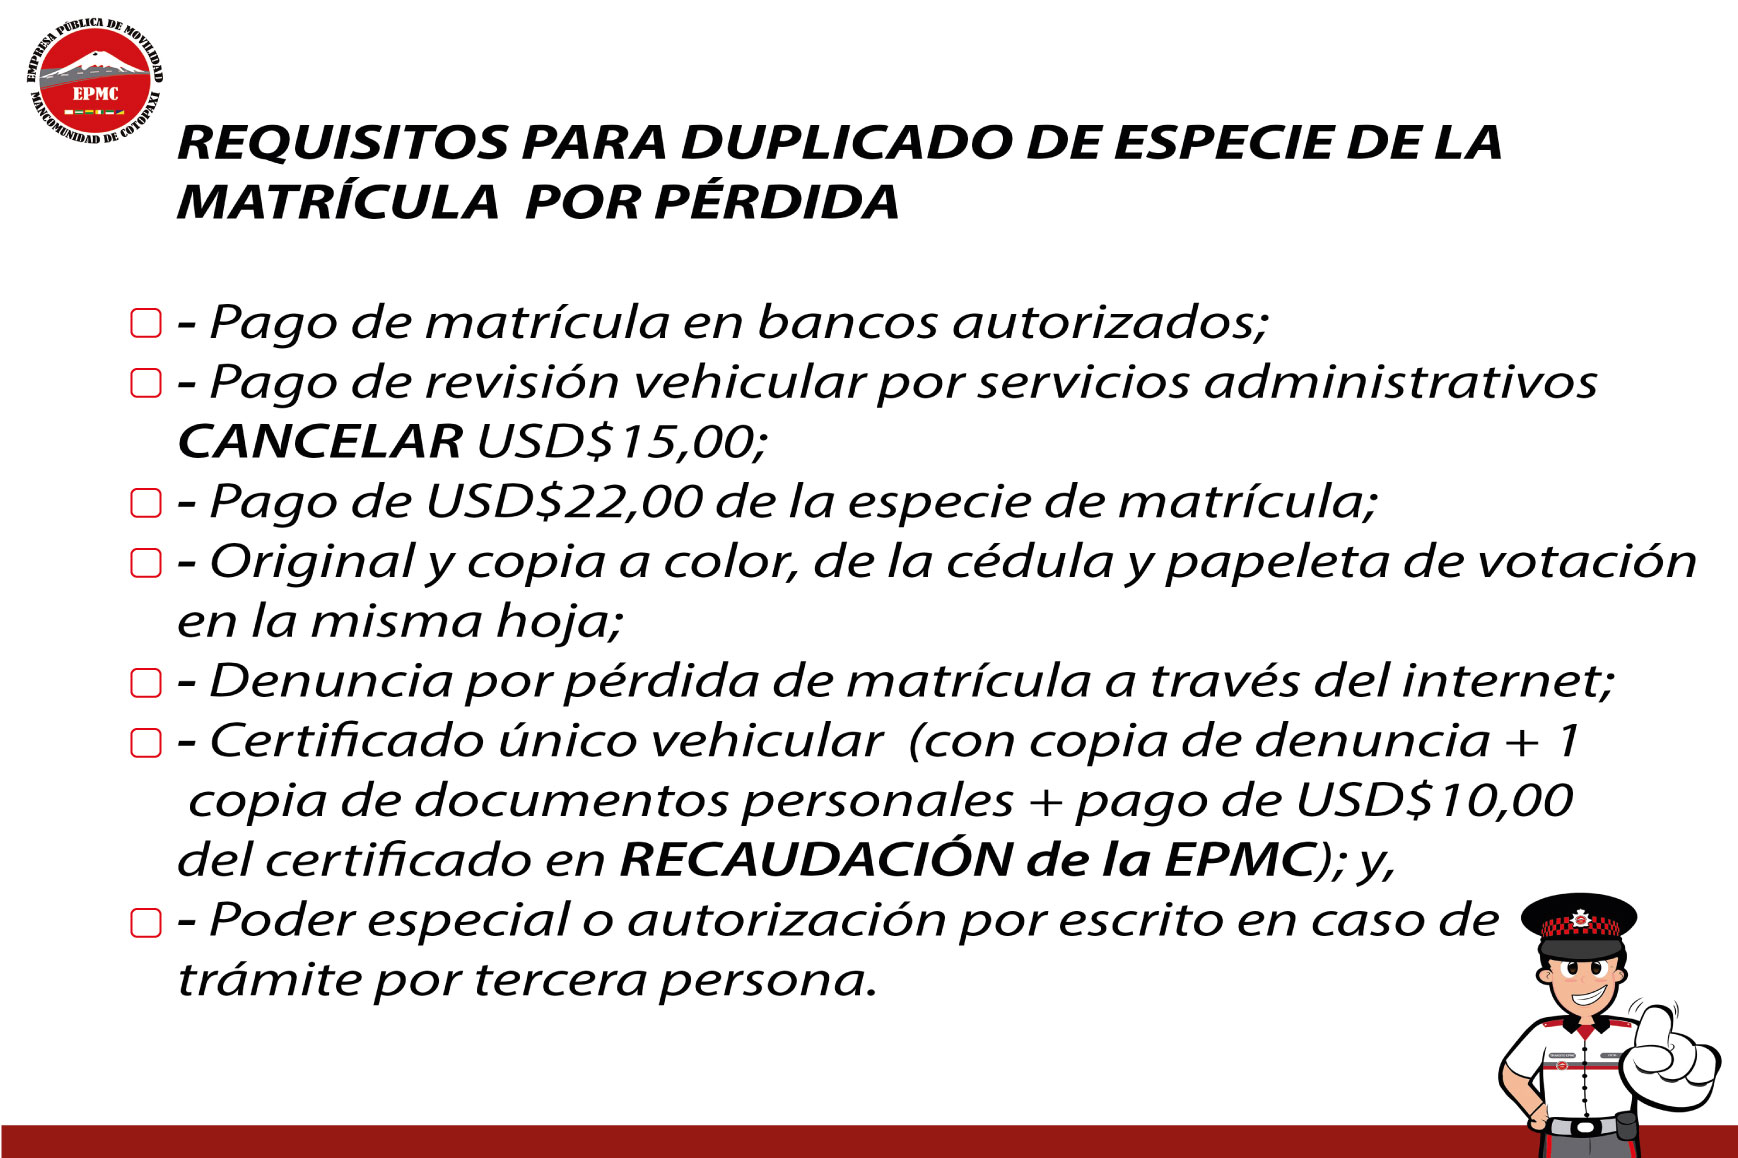 EMPRESA PÚBLICA DE MOVILIDAD
EPMC
MANCOMUNIDAD DE COTOPAXI
REQUISITOS PARA DUPLICADO DE ESPECIE DE LA
MATRÍCULA POR PÉRDIDA
- Pago de matrícula en bancos autorizados;
- Pago de revisión vehicular por servicios administrativos
CANCELAR USD$15,00;
- Pago de USD$22,00 de la especie de matrícula;
- Original y copia a color, de la cédula y papeleta de votación
en la misma hoja;
- Denuncia por pérdida de matrícula a través del internet;
- Certificado único vehicular (con copia de denuncia + 1
copia de documentos personales + pago de USD$10,00
del certificado en RECAUDACIÓN de la EPMC); y,
- Poder especial o autorización por escrito en caso de
trámite por tercera persona.